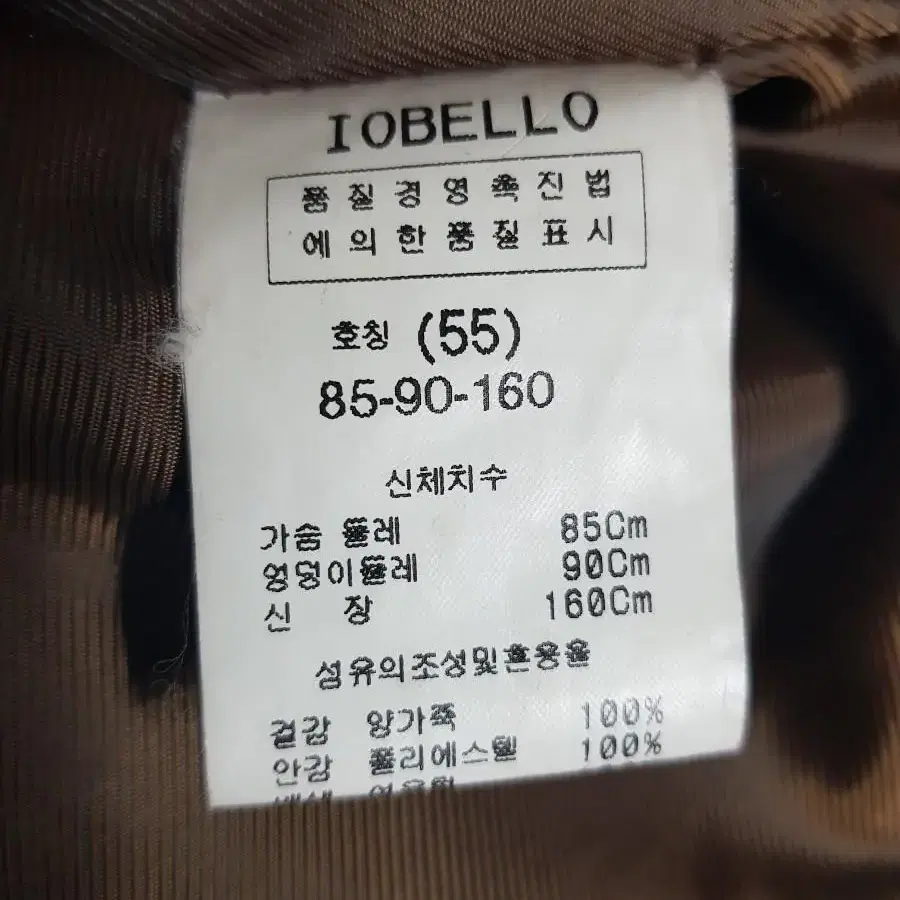 IOBELLO
품질경영촉진법
에의한품질표시
호칭 (55)
85-90-160
신체치수
가슴 둘레 85Cm
엉덩이둘레 90Cm
신 장 160Cm
섬유의조성및혼용율
겉감 양가죽 100%
안감 폴리에스텔 100%